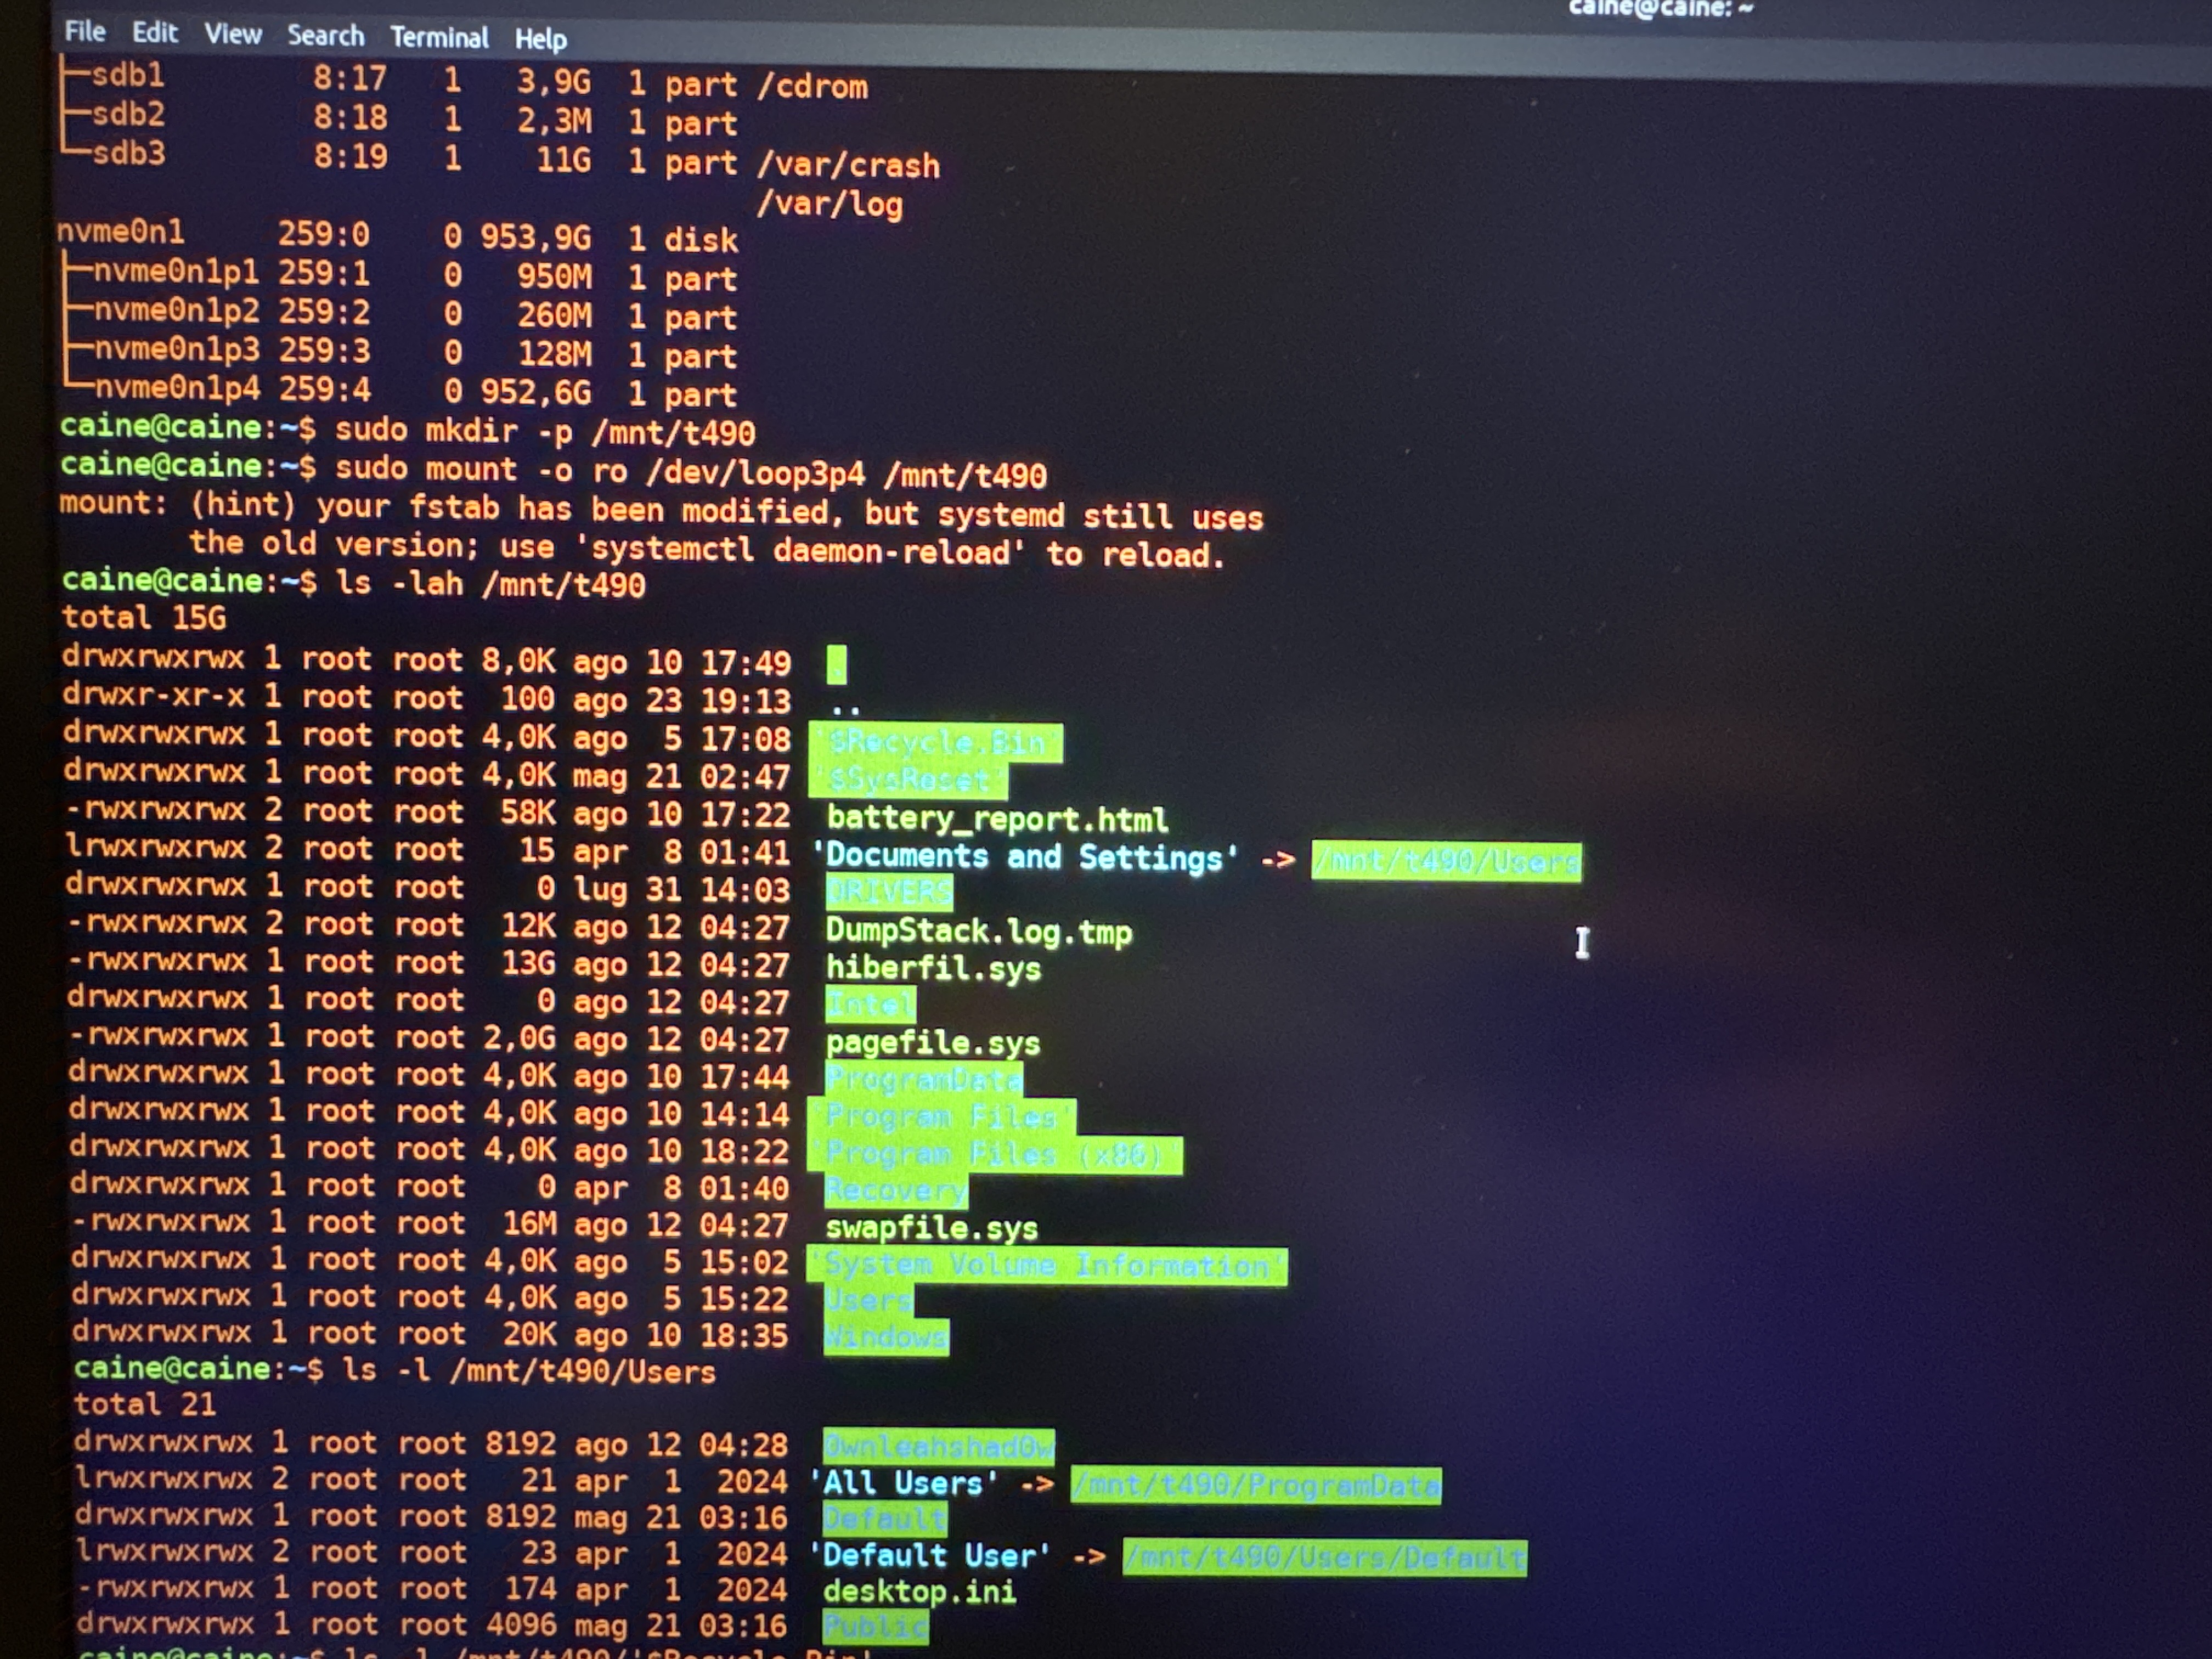 caine@caine: ~
File Edit View Search Terminal Help
├─sdb1 8:17 1 3,9G 1 part /cdrom
├─sdb2 8:18 1 2,3M 1 part
└─sdb3 8:19 1 11G 1 part /var/crash
/var/log
nvme0n1 259:0 0 953,9G 1 disk
├─nvme0n1p1 259:1 0 950M 1 part
├─nvme0n1p2 259:2 0 260M 1 part
├─nvme0n1p3 259:3 0 128M 1 part
└─nvme0n1p4 259:4 0 952,6G 1 part
caine@caine:~$ sudo mkdir -p /mnt/t490
caine@caine:~$ sudo mount -o ro /dev/loop3p4 /mnt/t490
mount: (hint) your fstab has been modified, but systemd still uses
the old version; use 'systemctl daemon-reload' to reload.
caine@caine:~$ ls -lah /mnt/t490
total 15G
drwxrwxrwx 1 root root 8,0K ago 10 17:49 .
drwxr-xr-x 1 root root 100 ago 23 19:13 ..
drwxrwxrwx 1 root root 4,0K ago 5 17:08 '$Recycle.Bin'
drwxrwxrwx 1 root root 4,0K mag 21 02:47 '$SysReset'
-rwxrwxrwx 2 root root 58K ago 10 17:22 battery_report.html
lrwxrwxrwx 2 root root 15 apr 8 01:41 'Documents and Settings' -> /mnt/t490/Users
drwxrwxrwx 1 root root 0 lug 31 14:03 DRIVERS
-rwxrwxrwx 2 root root 12K ago 12 04:27 DumpStack.log.tmp
-rwxrwxrwx 1 root root 13G ago 12 04:27 hiberfil.sys
drwxrwxrwx 1 root root 0 ago 12 04:27 Intel
-rwxrwxrwx 1 root root 2,0G ago 12 04:27 pagefile.sys
drwxrwxrwx 1 root root 4,0K ago 10 17:44 ProgramData
drwxrwxrwx 1 root root 4,0K ago 10 14:14 'Program Files'
drwxrwxrwx 1 root root 4,0K ago 10 18:22 'Program Files (x86)'
drwxrwxrwx 1 root root 0 apr 8 01:40 Recovery
-rwxrwxrwx 1 root root 16M ago 12 04:27 swapfile.sys
drwxrwxrwx 1 root root 4,0K ago 5 15:02 'System Volume Information'
drwxrwxrwx 1 root root 4,0K ago 5 15:22 Users
drwxrwxrwx 1 root root 20K ago 10 18:35 Windows
caine@caine:~$ ls -l /mnt/t490/Users
total 21
drwxrwxrwx 1 root root 8192 ago 12 04:28 0wnleahshad0w
lrwxrwxrwx 2 root root 21 apr 1 2024 'All Users' -> /mnt/t490/ProgramData
drwxrwxrwx 1 root root 8192 mag 21 03:16 Default
lrwxrwxrwx 2 root root 23 apr 1 2024 'Default User' -> /mnt/t490/Users/Default
-rwxrwxrwx 1 root root 174 apr 1 2024 desktop.ini
drwxrwxrwx 1 root root 4096 mag 21 03:16 Public
caine@caine:~$ ls -l /mnt/t490/'$Recycle.Bin'